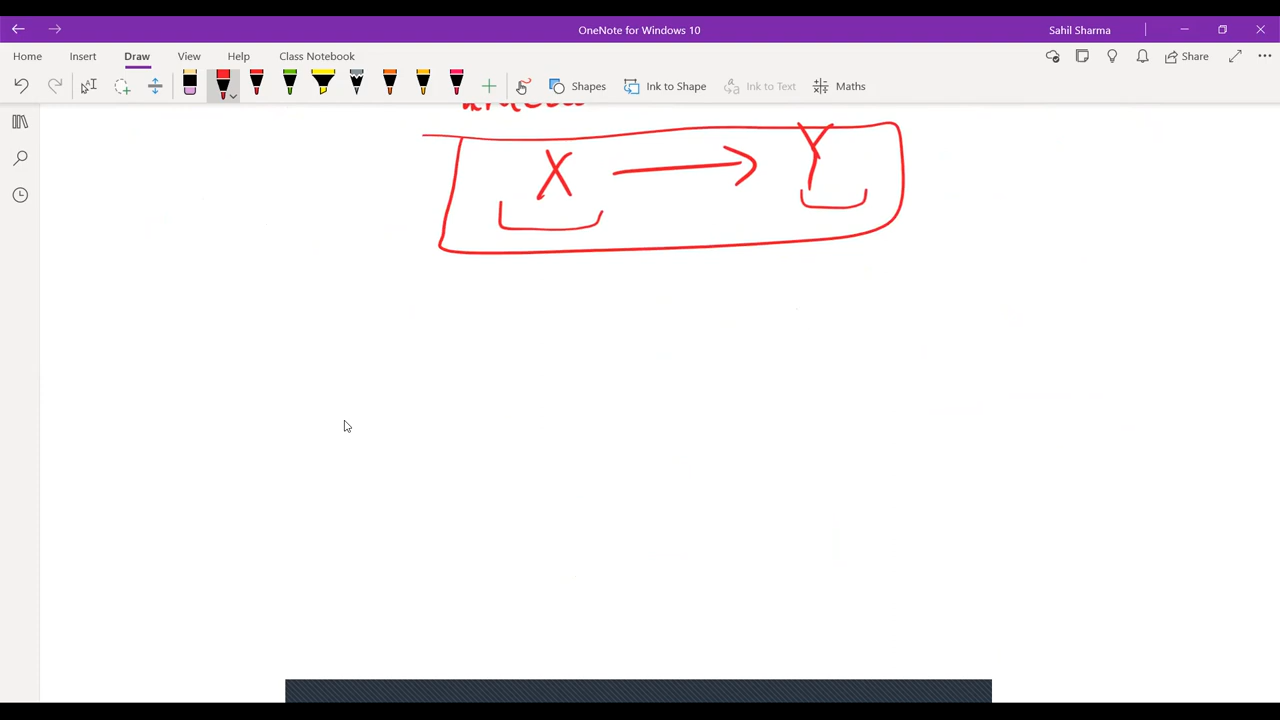 OneNote for Windows 10
Sahil Sharma
Home Insert Draw View Help Class Notebook
Share
Shapes Ink to Shape Ink to Text Maths
X → Y